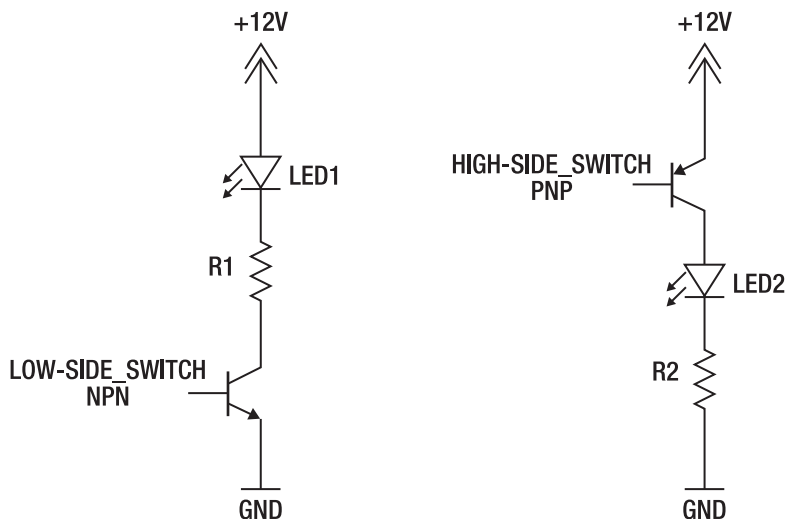 +12V
LED1
R1
LOW-SIDE_SWITCH
NPN
GND
+12V
HIGH-SIDE_SWITCH
PNP
LED2
R2
GND